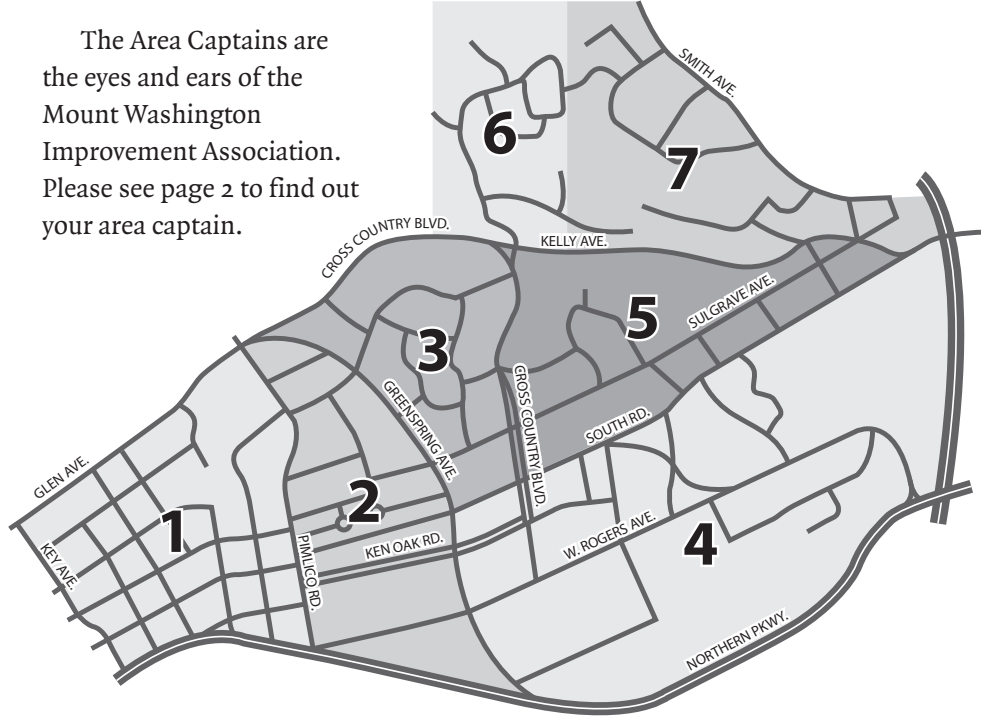 The Area Captains are
the eyes and ears of the
Mount Washington
Improvement Association.
Please see page 2 to find out
your area captain.
SMITH AVE.
6
7
CROSS COUNTRY BLVD.
KELLY AVE.
SULGRAVE AVE.
5
3
GREENSPRING AVE.
CROSS COUNTRY BLVD.
SOUTH RD.
GLEN AVE.
2
1
KEY AVE.
PIMLICO RD.
KEN OAK RD.
W. ROGERS AVE.
4
NORTHERN PKWY.